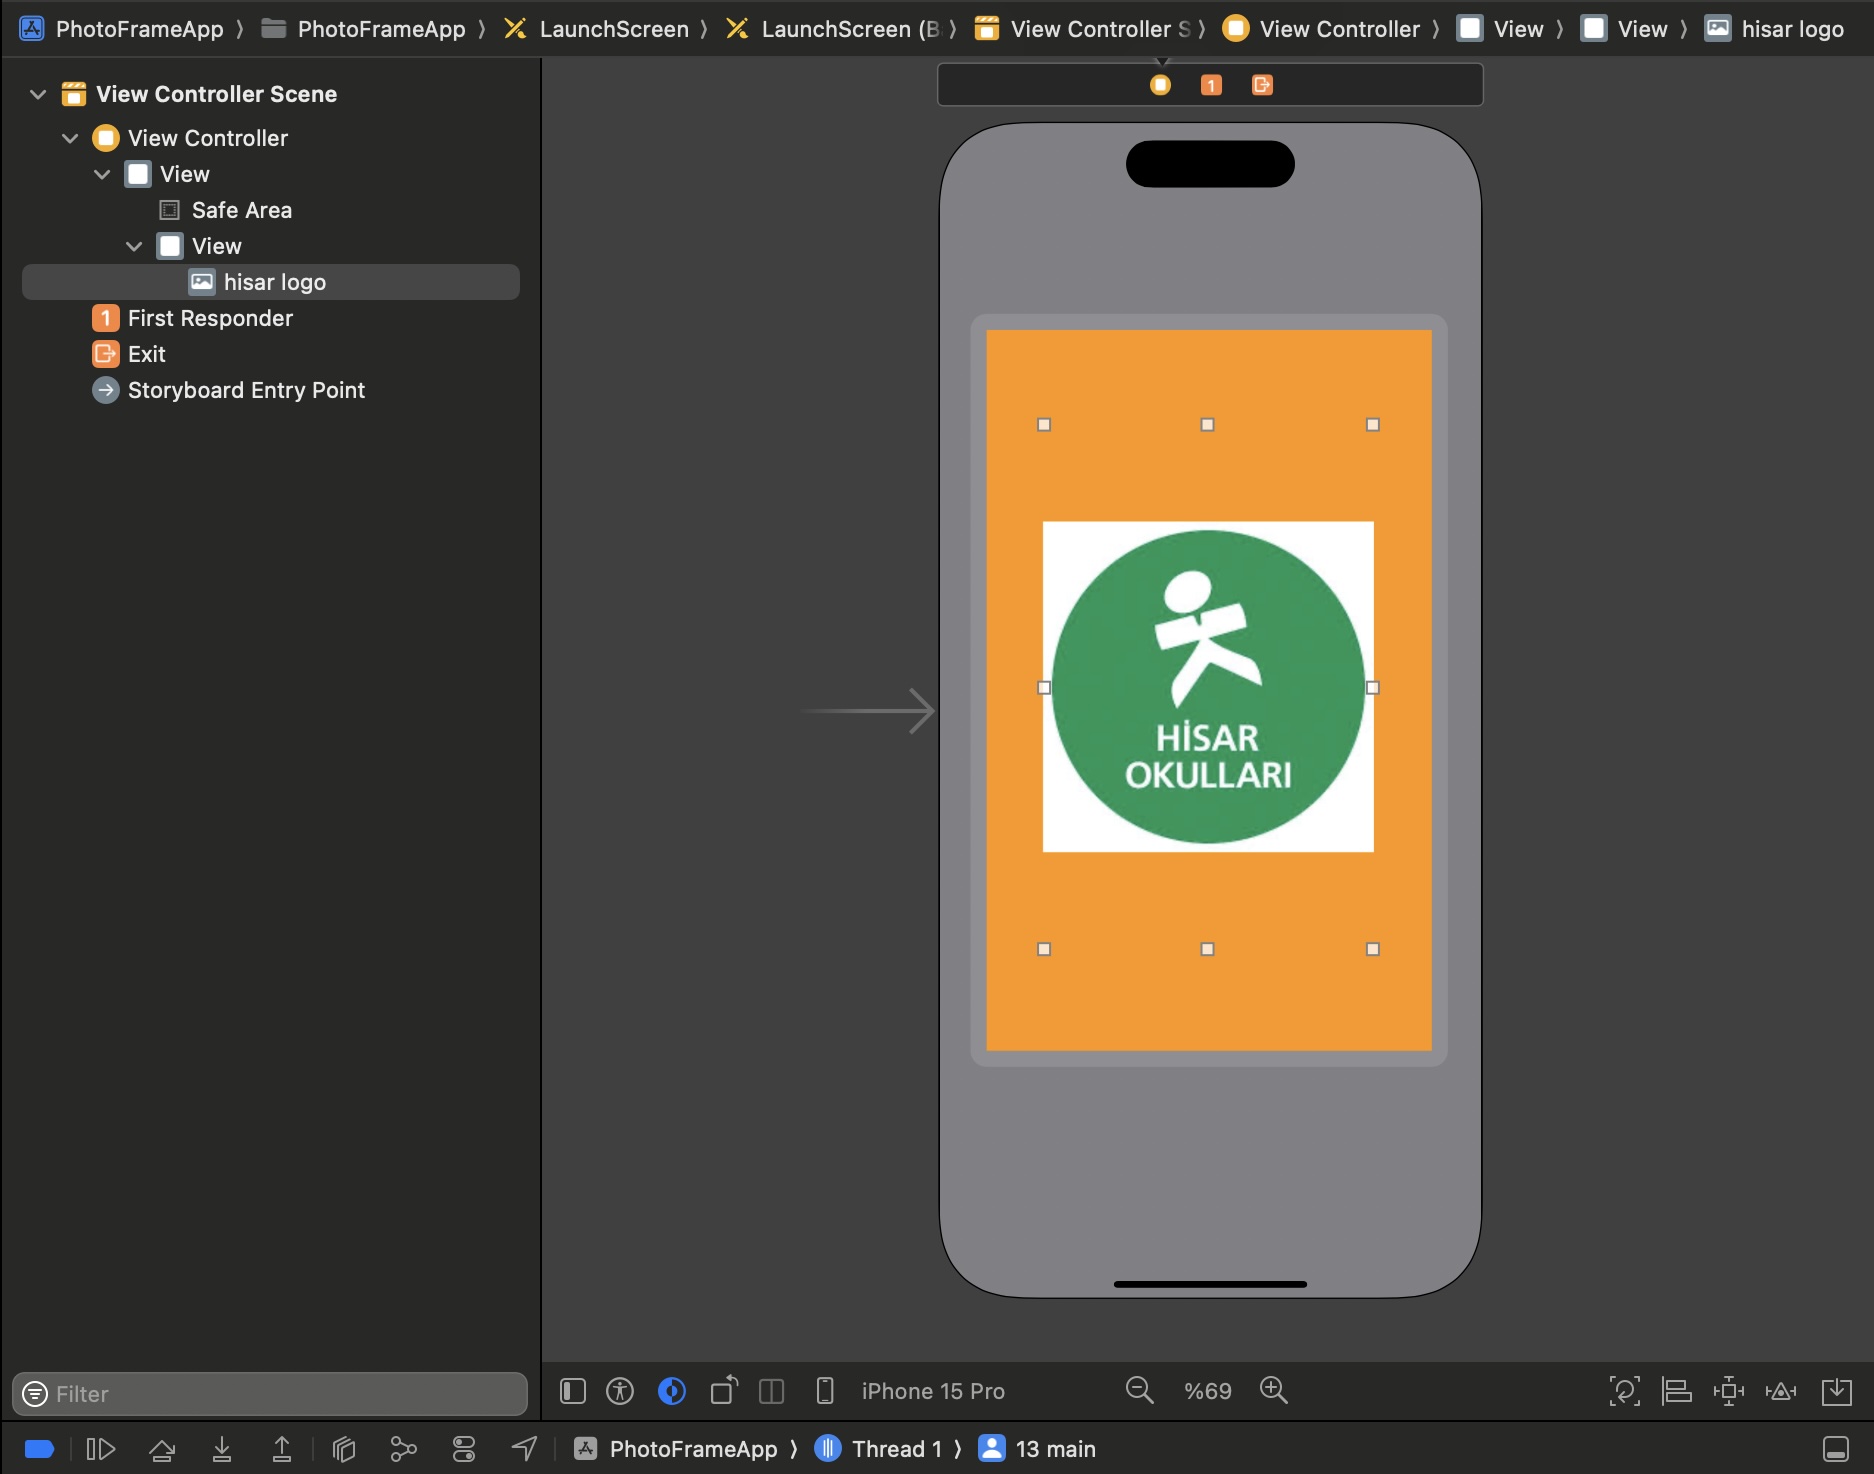 PhotoFrameApp 〉 PhotoFrameApp 〉 LaunchScreen 〉 LaunchScreen (B 〉 View Controller S 〉 View Controller 〉 View 〉 View 〉 hisar logo
View Controller Scene
View Controller
View
Safe Area
View
hisar logo
First Responder
Exit
Storyboard Entry Point
1
1
HİSAR
OKULLARI
Filter
iPhone 15 Pro
%69
PhotoFrameApp 〉 Thread 1 〉 13 main